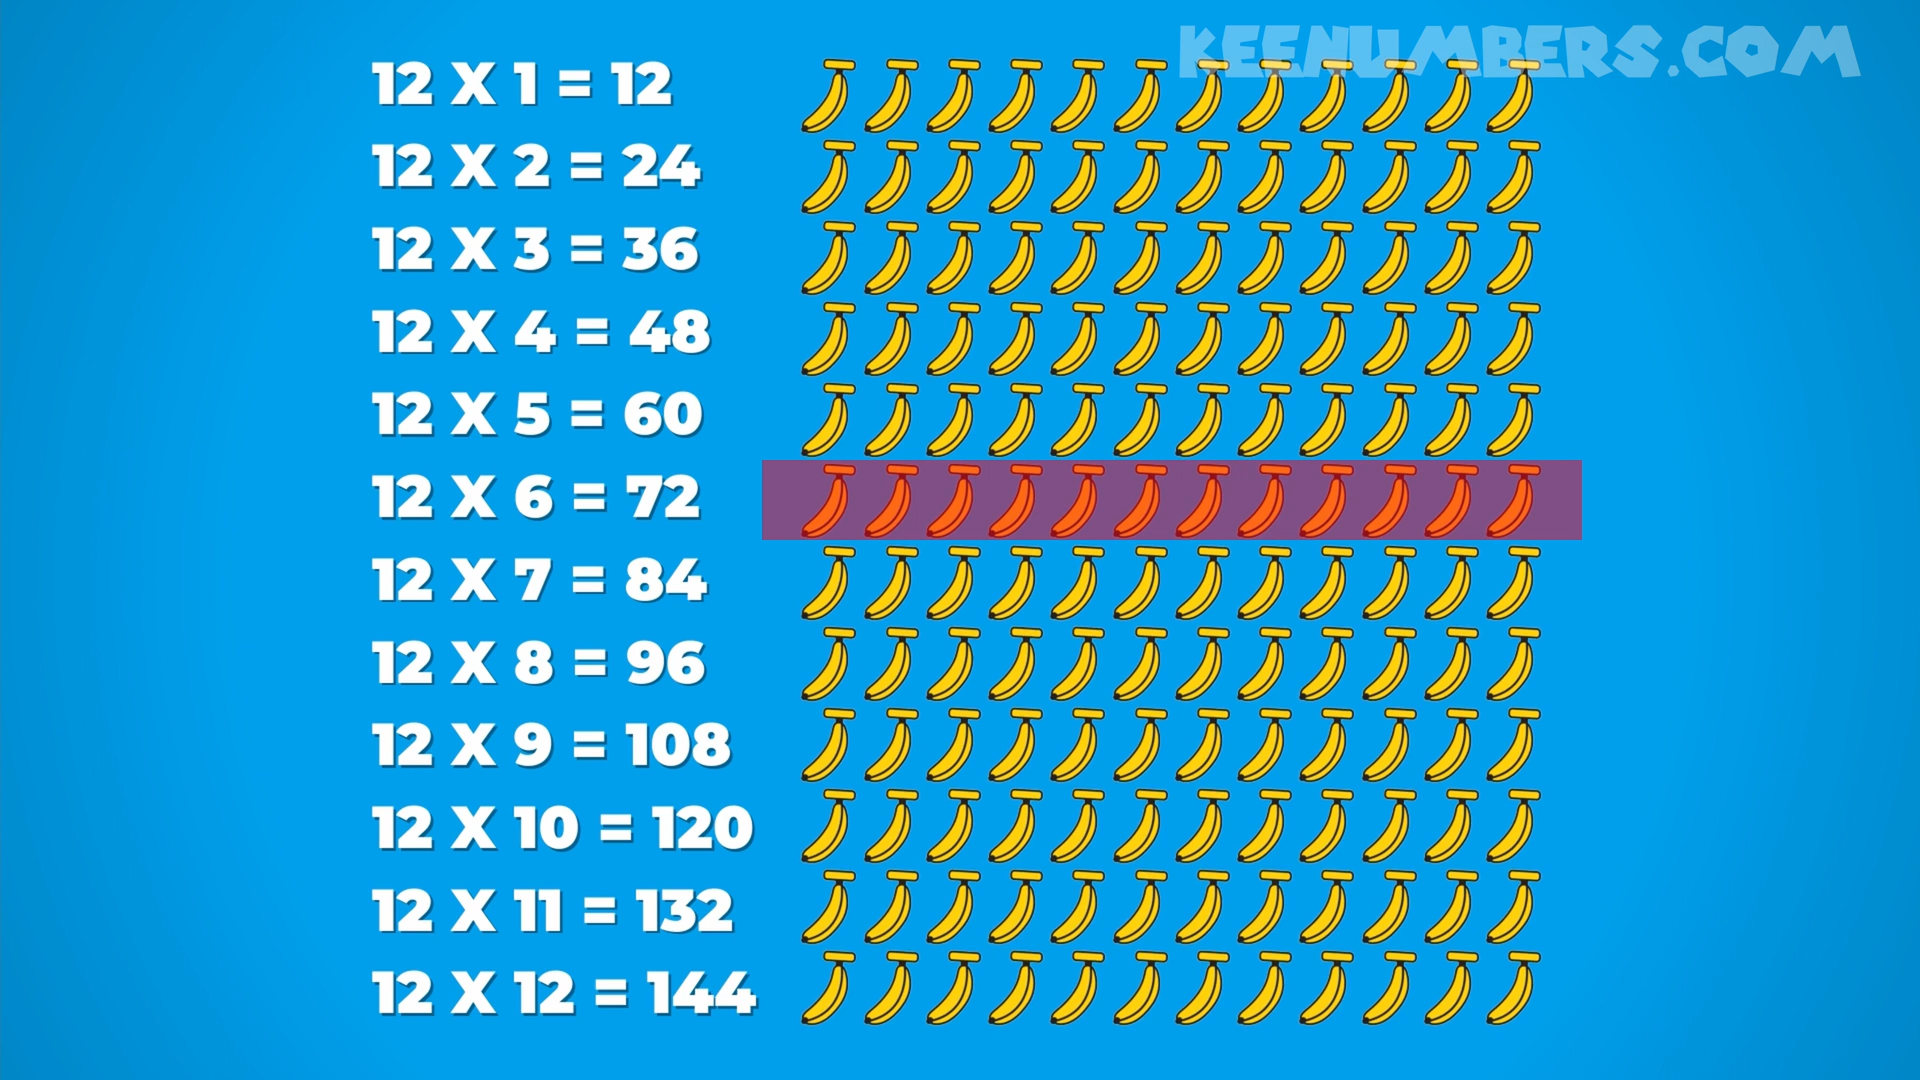 KEENUMBERS.COM
12 X 1 = 12
12 X 2 = 24
12 X 3 = 36
12 X 4 = 48
12 X 5 = 60
12 X 6 = 72
12 X 7 = 84
12 X 8 = 96
12 X 9 = 108
12 X 10 = 120
12 X 11 = 132
12 X 12 = 144